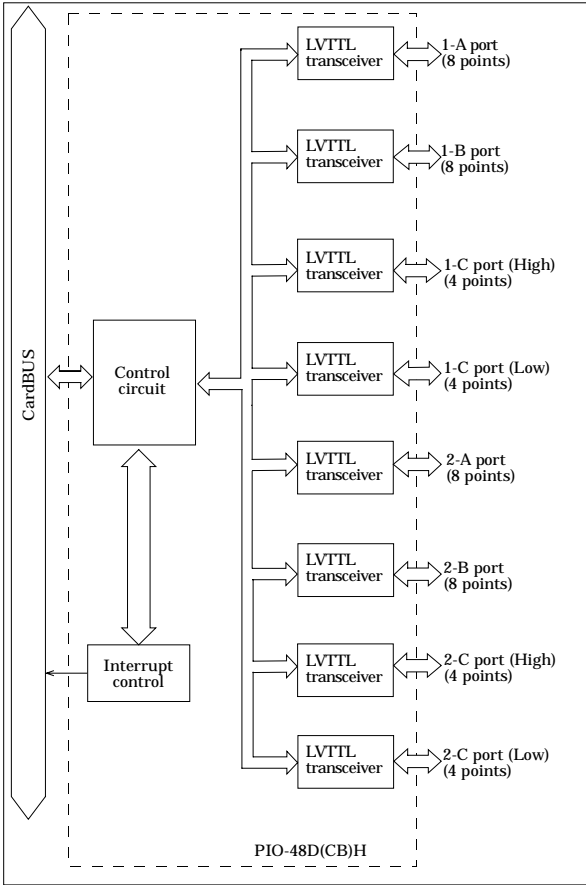 LVTTL
transceiver
1-A port
(8 points)
LVTTL
transceiver
1-B port
(8 points)
LVTTL
transceiver
1-C port (High)
(4 points)
CardBUS
Control
circuit
LVTTL
transceiver
1-C port (Low)
(4 points)
LVTTL
transceiver
2-A port
(8 points)
LVTTL
transceiver
2-B port
(8 points)
Interrupt
control
LVTTL
transceiver
2-C port (High)
(4 points)
LVTTL
transceiver
2-C port (Low)
(4 points)
PIO-48D(CB)H